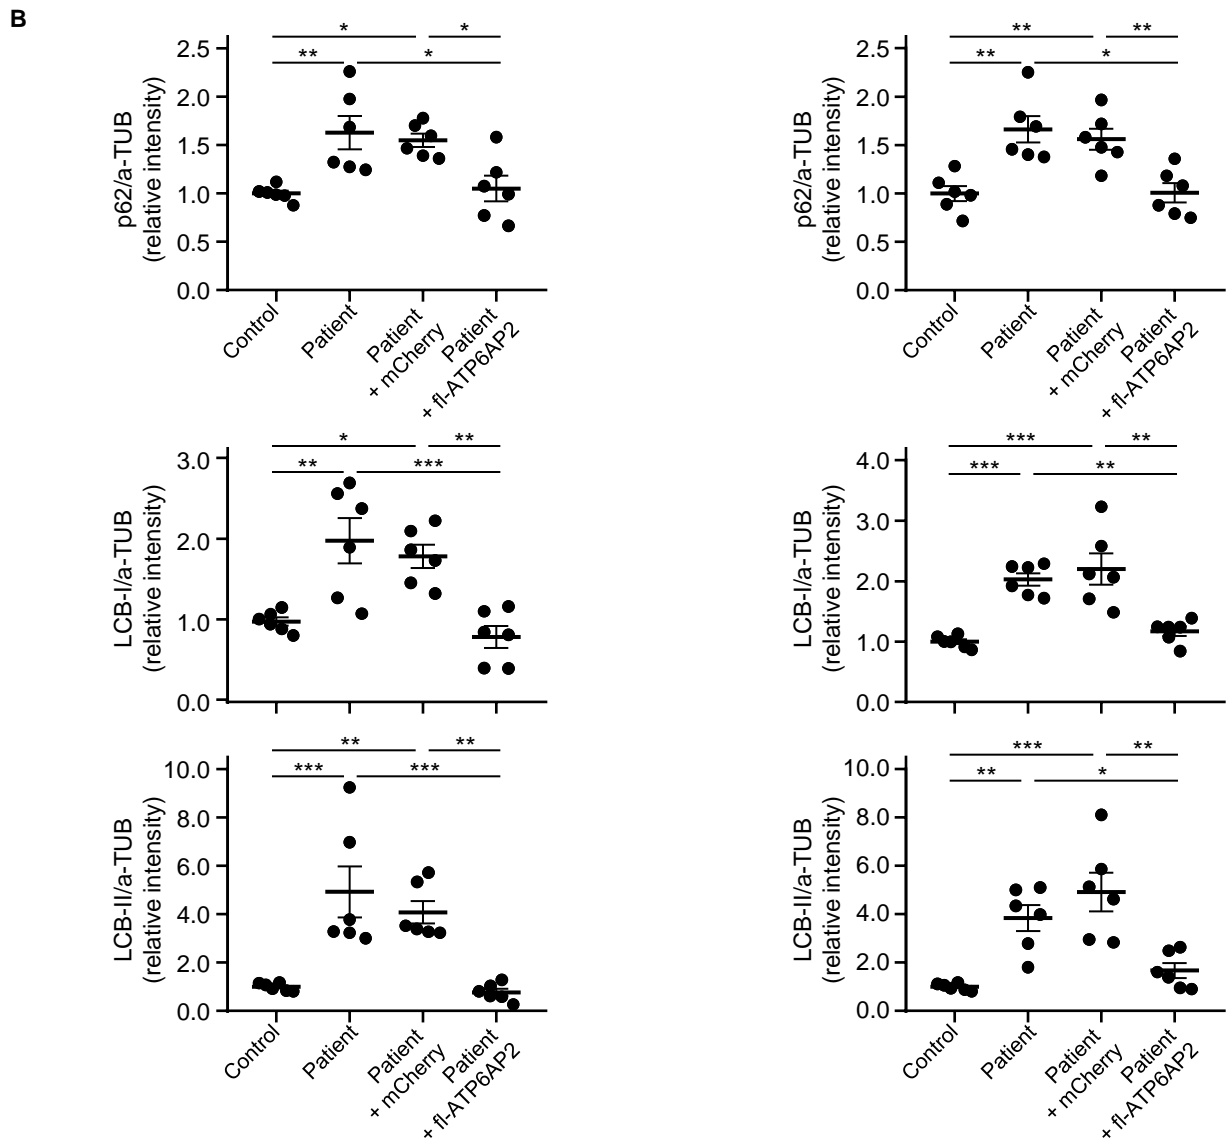 B
* *
** *
p62/a-TUB
(relative intensity)
2.5
2.0
1.5
1.0
0.5
0.0
Control
Patient
Patient
+ mCherry
Patient
+ fl-ATP6AP2
** **
** *
p62/a-TUB
(relative intensity)
2.5
2.0
1.5
1.0
0.5
0.0
Control
Patient
Patient
+ mCherry
Patient
+ fl-ATP6AP2
* **
** ***
LCB-I/a-TUB
(relative intensity)
3.0
2.0
1.0
0.0
*** **
*** **
LCB-I/a-TUB
(relative intensity)
4.0
3.0
2.0
1.0
0.0
** **
*** ***
LCB-II/a-TUB
(relative intensity)
10.0
8.0
6.0
4.0
2.0
0.0
Control
Patient
Patient
+ mCherry
Patient
+ fl-ATP6AP2
*** **
** *
LCB-II/a-TUB
(relative intensity)
10.0
8.0
6.0
4.0
2.0
0.0
Control
Patient
Patient
+ mCherry
Patient
+ fl-ATP6AP2